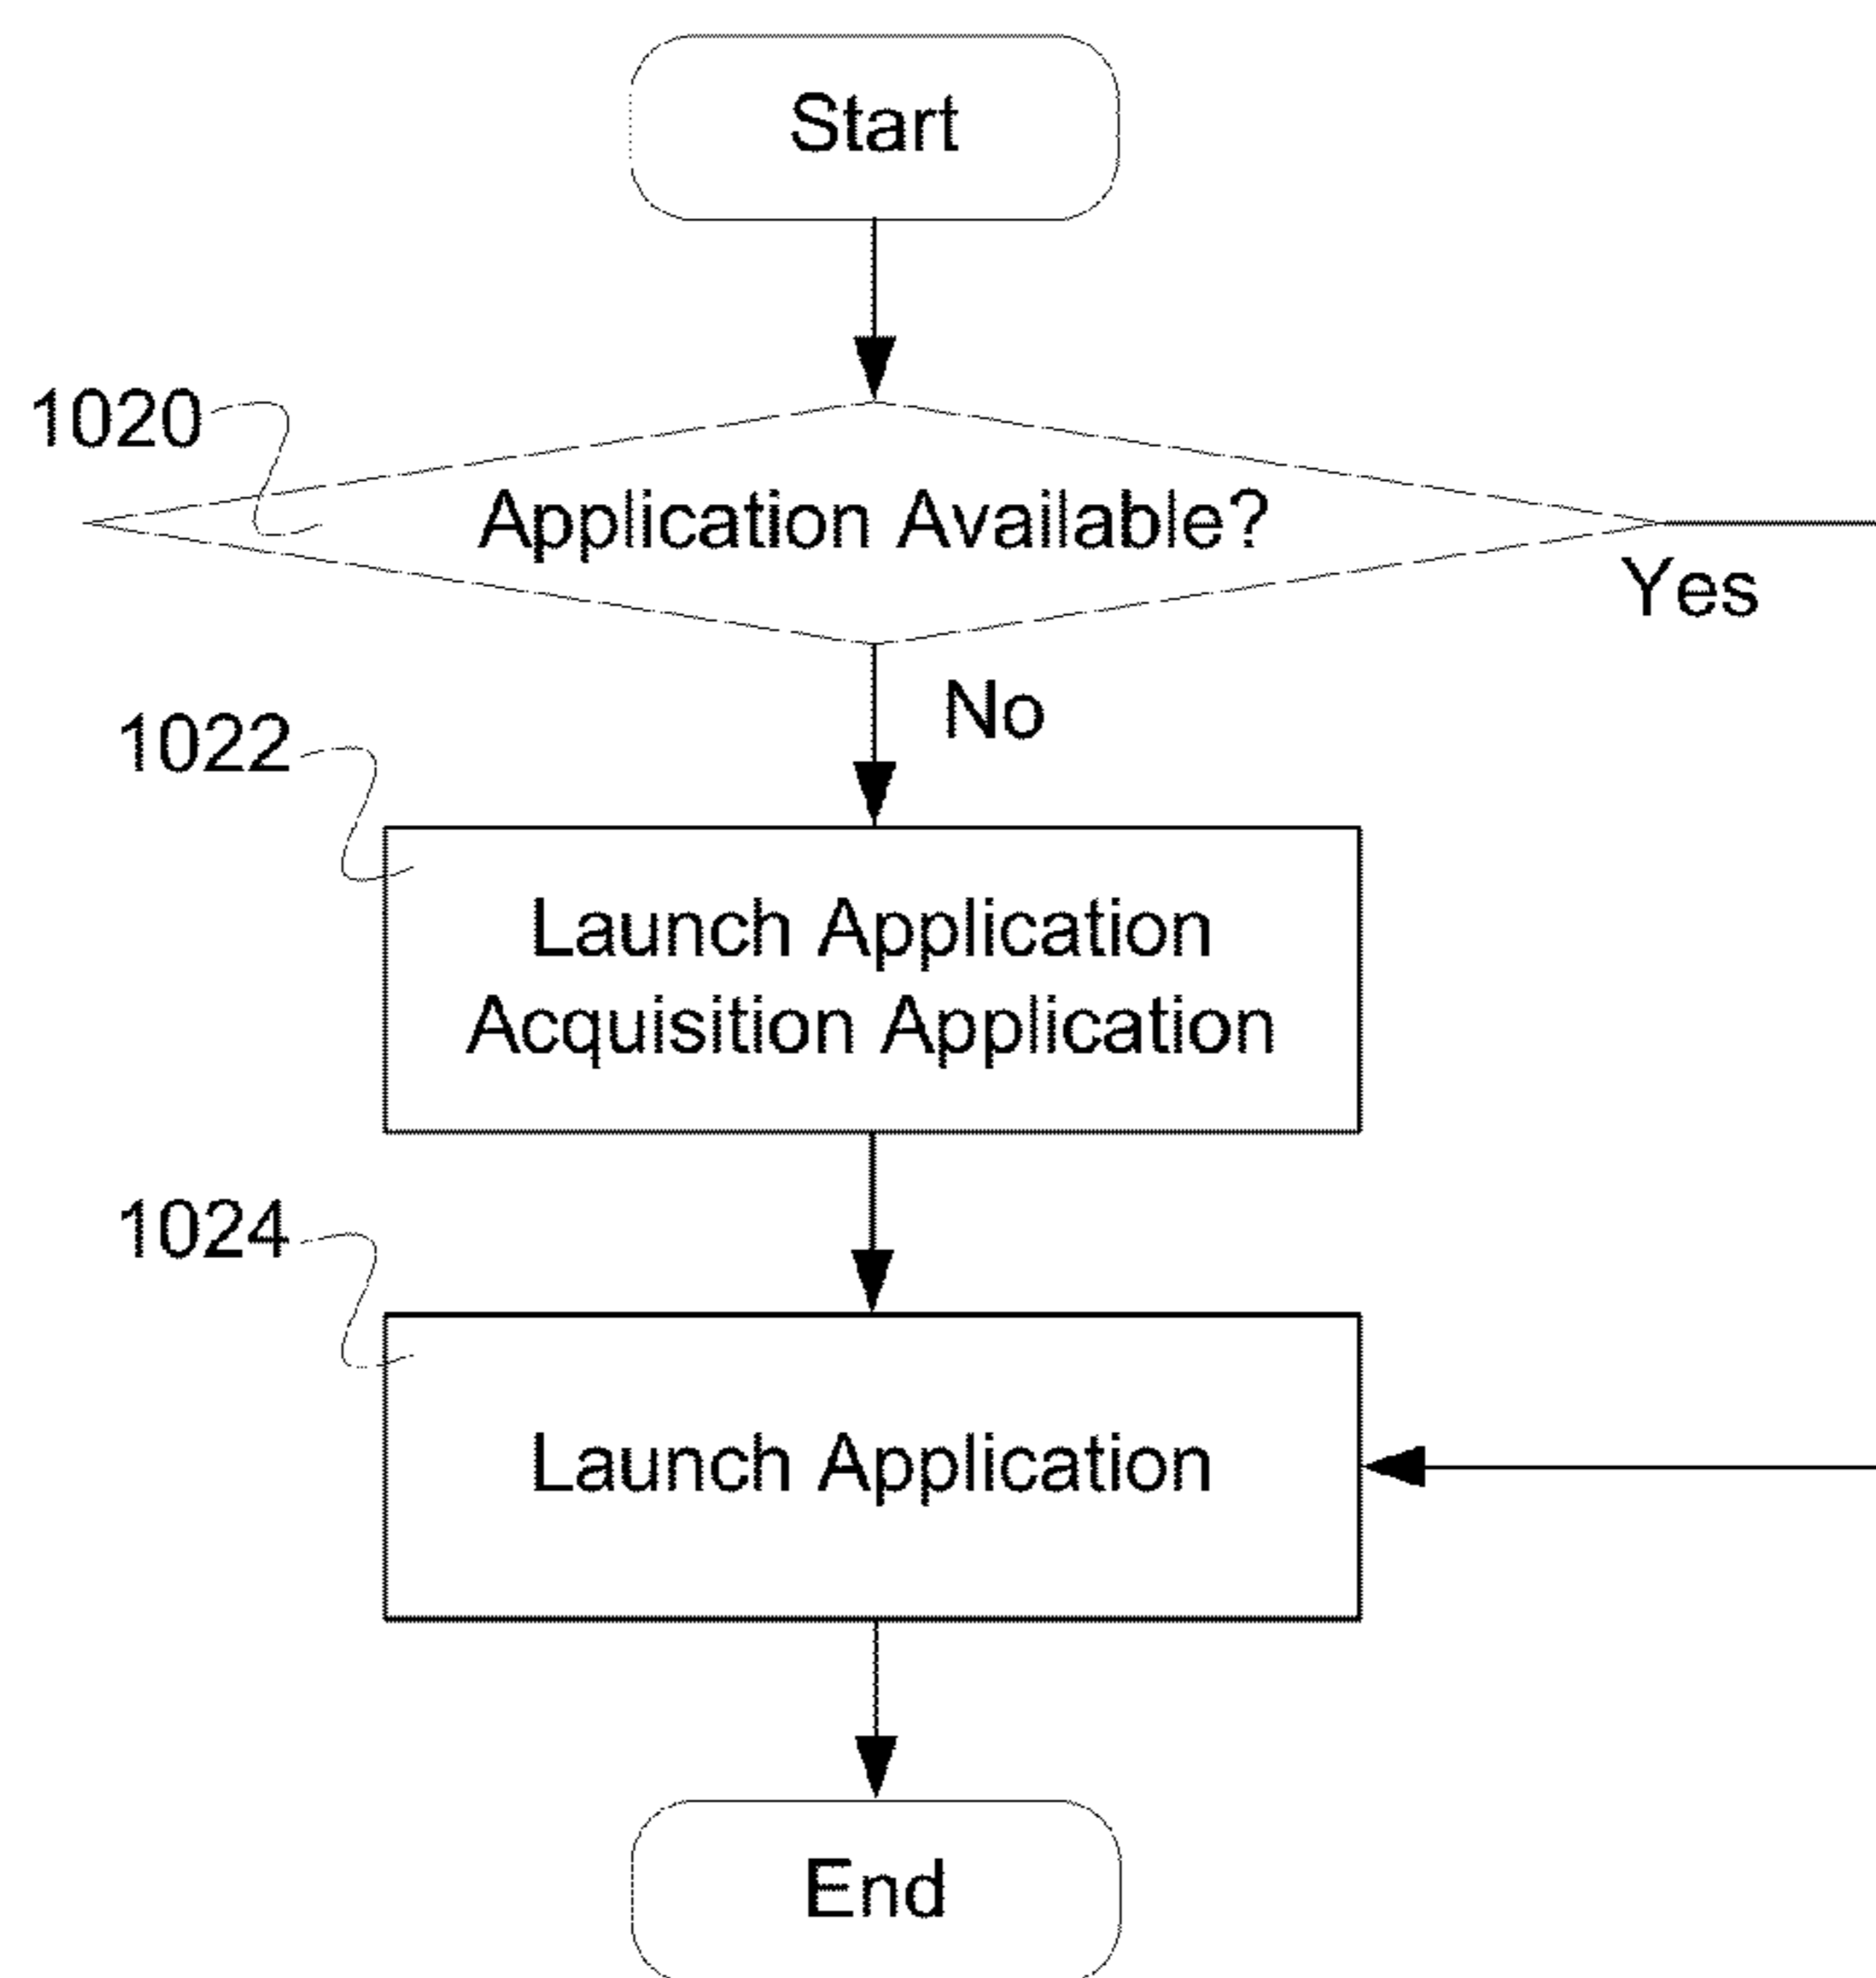 Start
1020
Application Available?
Yes
No
1022
Launch Application
Acquisition Application
1024
Launch Application
End